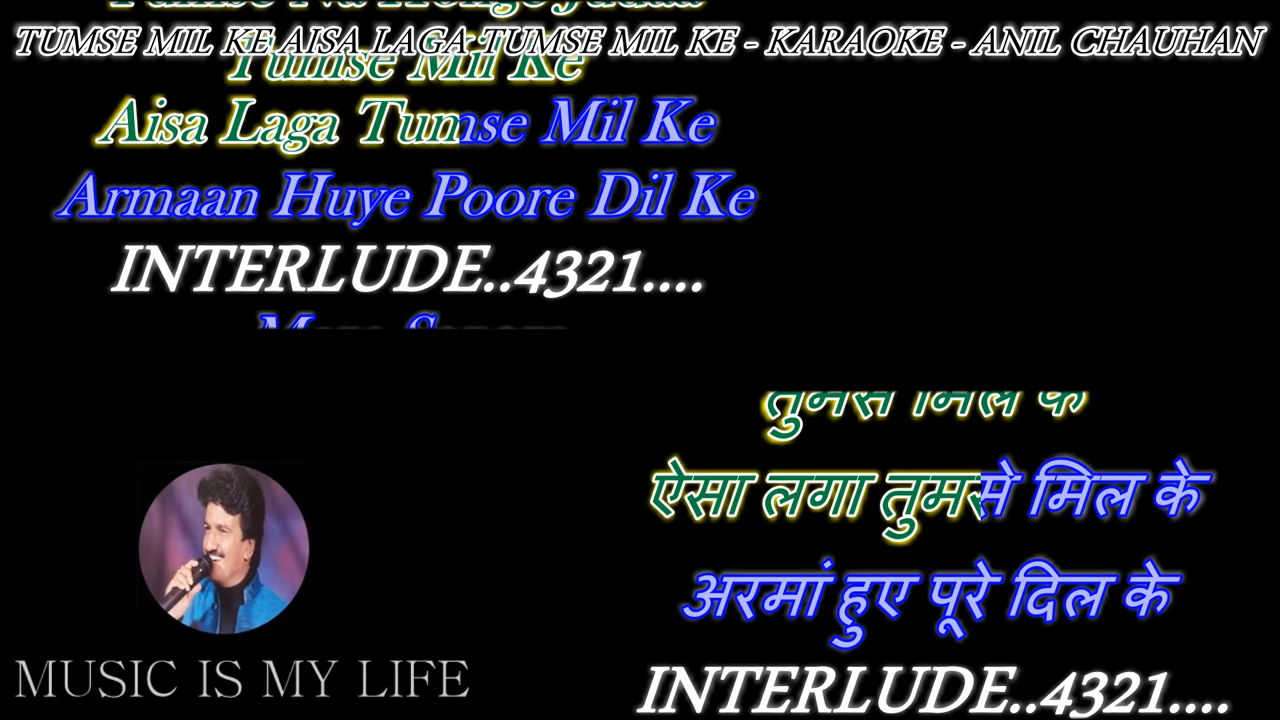 TUMSE MIL KE AISA LAGA TUMSE MIL KE - KARAOKE - ANIL CHAUHAN
Tumse Mil Ke
Aisa Laga Tumse Mil Ke
Armaan Huye Poore Dil Ke
INTERLUDE..4321....
तुमसे मिल के
ऐसा लगा तुमसे मिल के
अरमां हुए पूरे दिल के
INTERLUDE..4321....
MUSIC IS MY LIFE